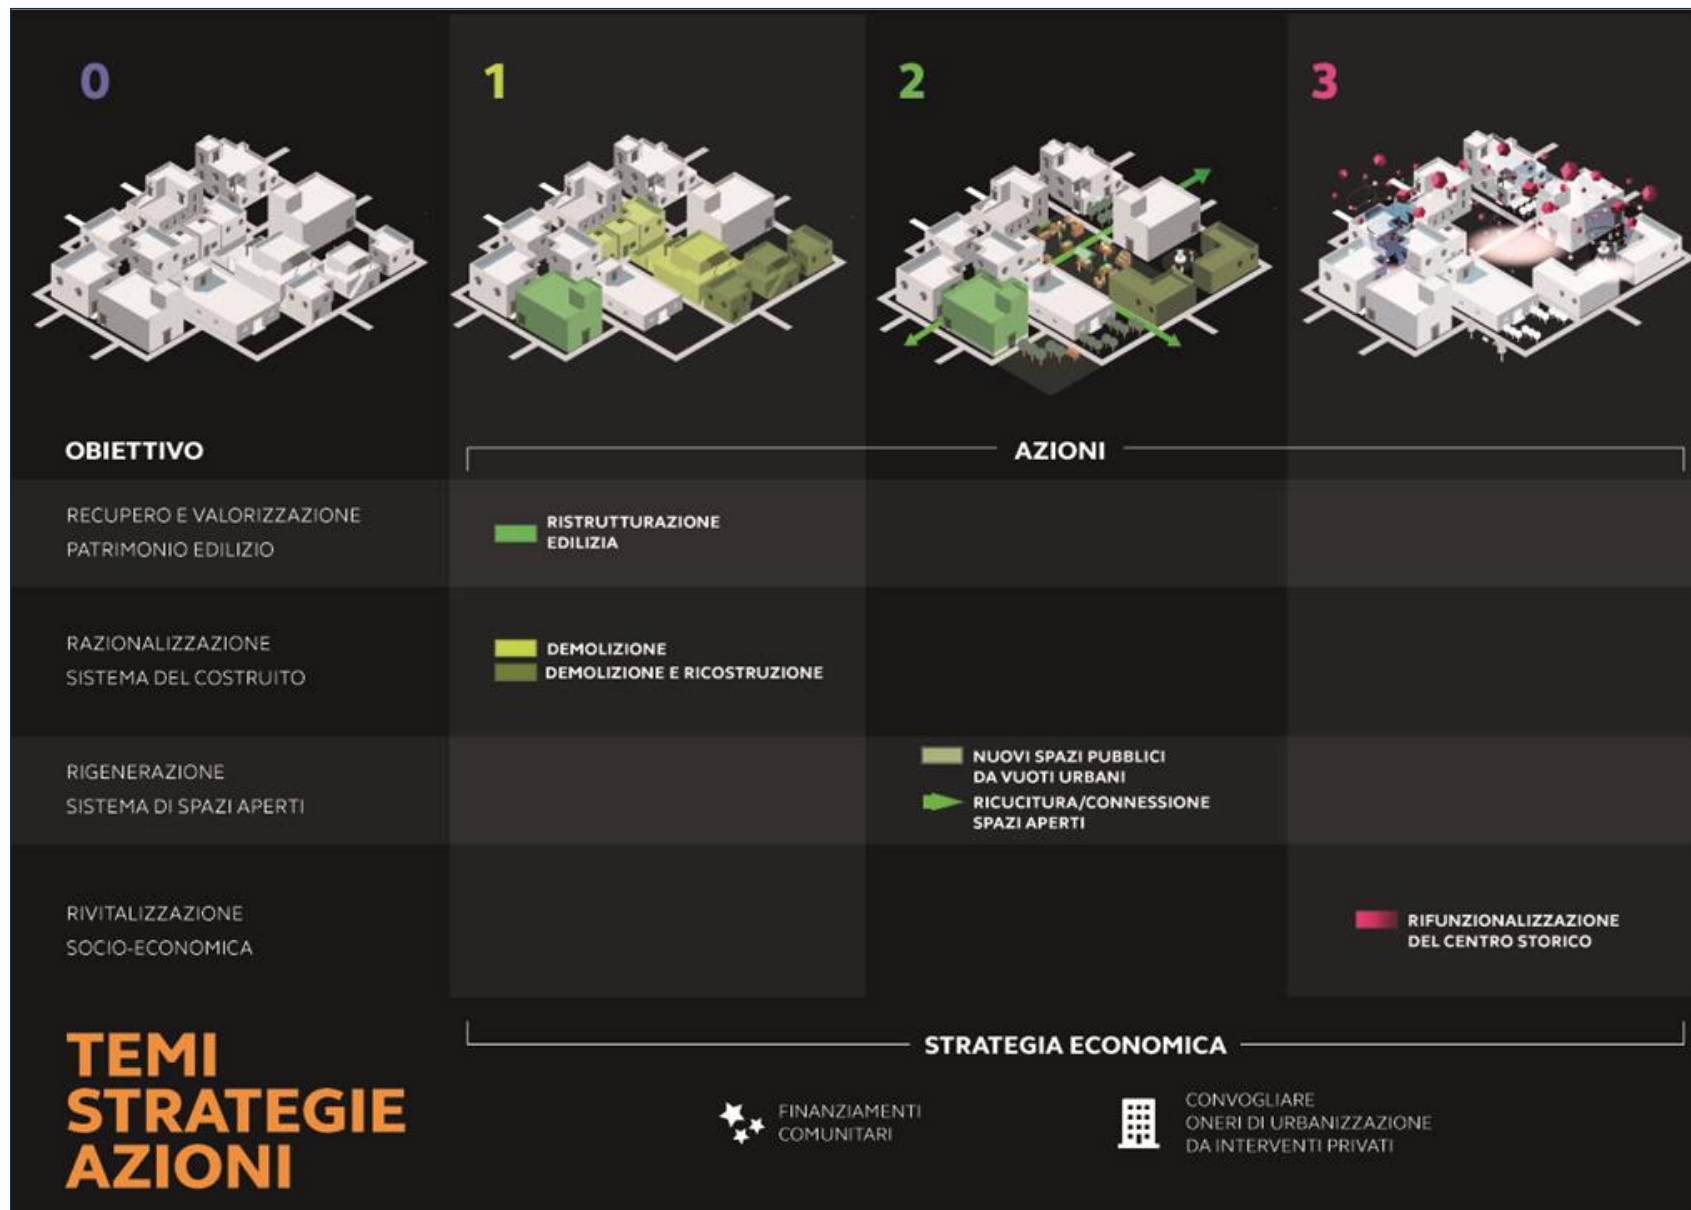 0
1
2
3
OBIETTIVO
AZIONI
RECUPERO E VALORIZZAZIONE
PATRIMONIO EDILIZIO
RISTRUTTURAZIONE
EDILIZIA
RAZIONALIZZAZIONE
SISTEMA DEL COSTRUITO
DEMOLIZIONE
DEMOLIZIONE E RICOSTRUZIONE
RIGENERAZIONE
SISTEMA DI SPAZI APERTI
NUOVI SPAZI PUBBLICI
DA VUOTI URBANI
RICUCITURA/CONNESSIONE
SPAZI APERTI
RIVITALIZZAZIONE
SOCIO-ECONOMICA
RIFUNZIONALIZZAZIONE
DEL CENTRO STORICO
TEMI
STRATEGIE
AZIONI
STRATEGIA ECONOMICA
FINANZIAMENTI
COMUNITARI
CONVOGLIARE
ONERI DI URBANIZZAZIONE
DA INTERVENTI PRIVATI